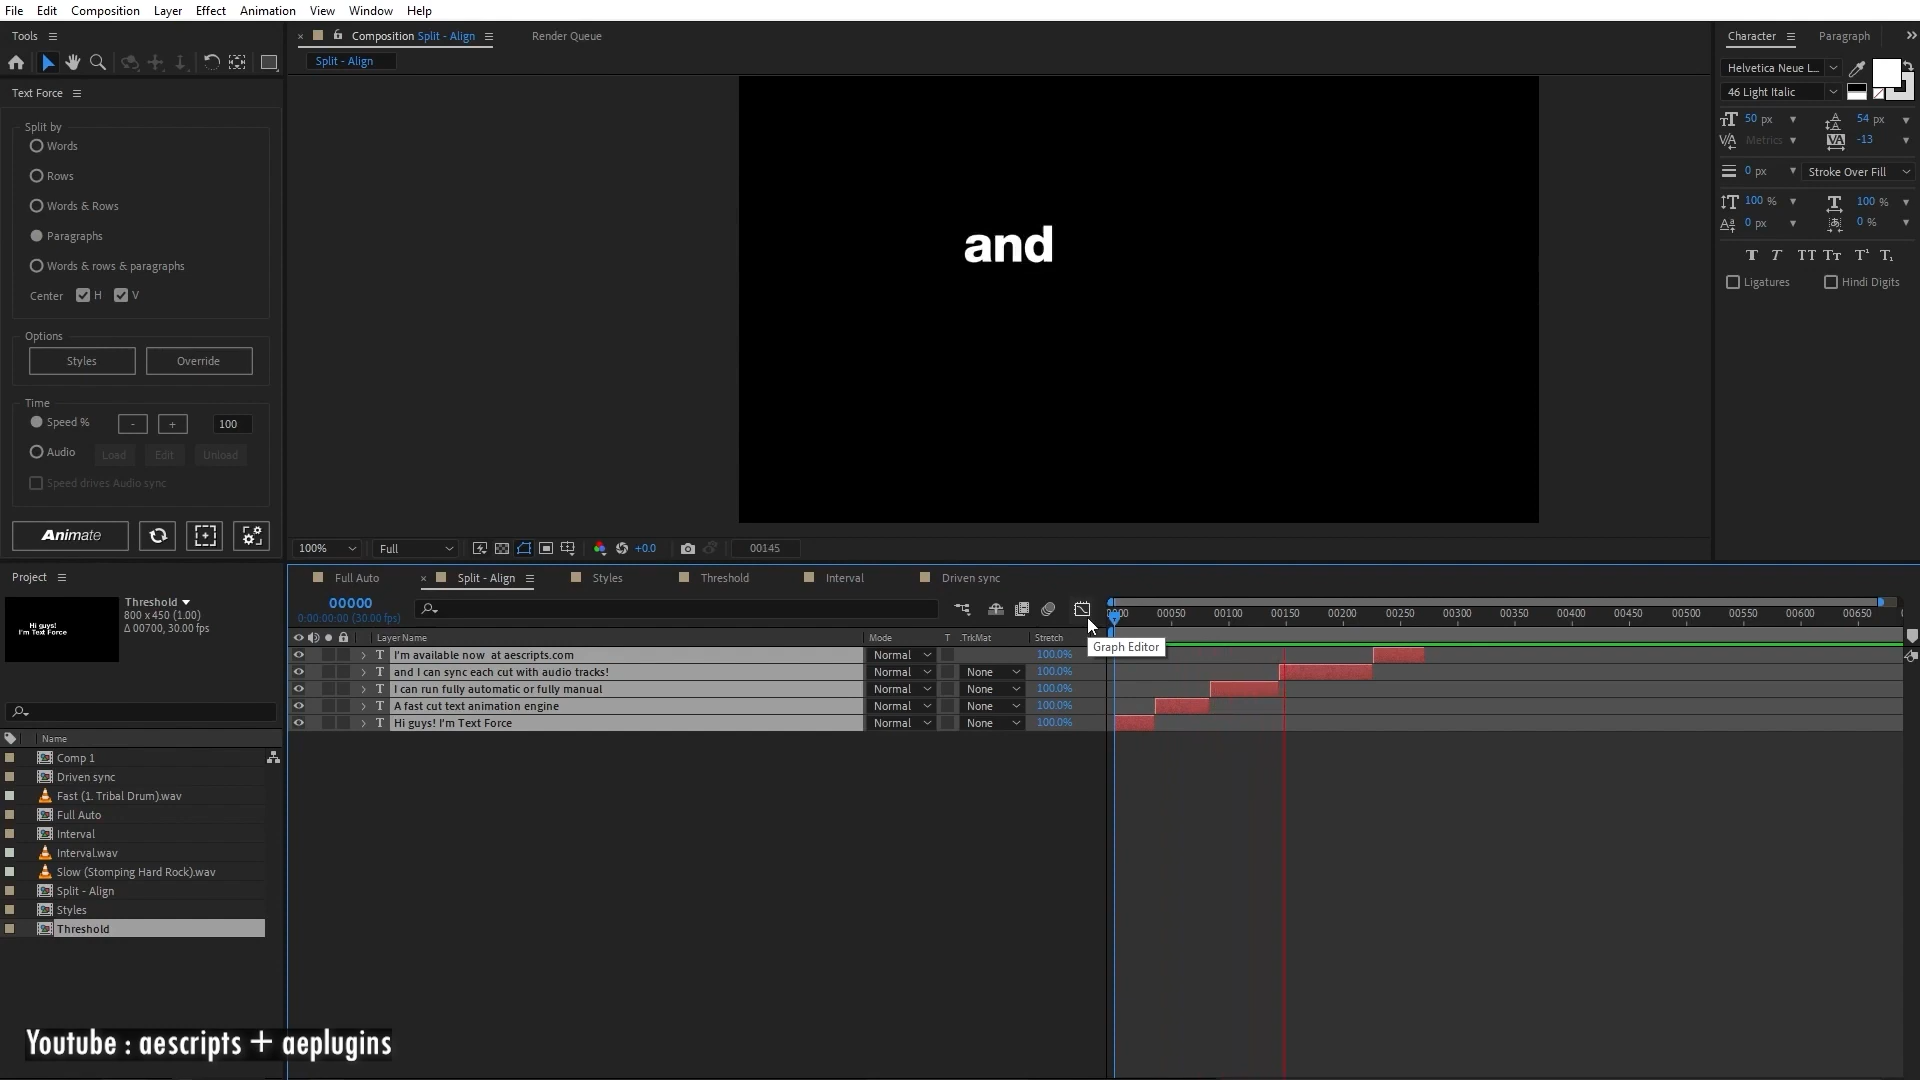 File Edit Composition Layer Effect Animation View Window Help
Tools
Composition Split - Align
Render Queue
Character
Paragraph
Split - Align
Text Force
Split by
Words
Rows
Words & Rows
Paragraphs
Words & rows & paragraphs
Center H V
Options
Styles
Override
Time
Speed % - + 100
Audio Load Edit Unload
Speed drives Audio sync
Animate
and
100% Full +0.0 00145
Helvetica Neue L...
46 Light Italic
50 px 54 px
Metrics -13
0 px Stroke Over Fill
100 % 100 %
0 px 0 %
T T TT Tт T¹ T₁
Ligatures Hindi Digits
Project
Threshold
800 x 450 (1.00)
Δ 00700, 30.00 fps
Hi guys!
I'm Text Force
Name
Comp 1
Driven sync
Fast (1. Tribal Drum).wav
Full Auto
Interval
Interval.wav
Slow (Stomping Hard Rock).wav
Split - Align
Styles
Threshold
Full Auto Split - Align Styles Threshold Interval Driven sync
00000
0:00:00:00 (30.00 fps)
0000 00050 00100 00150 00200 00250 00300 00350 00400 00450 00500 00550 00600 00650
Layer Name Mode T .TrkMat Stretch
Graph Editor
T I'm available now at aescripts.com Normal 100.0%
T and I can sync each cut with audio tracks! Normal None 100.0%
T I can run fully automatic or fully manual Normal None 100.0%
T A fast cut text animation engine Normal None 100.0%
T Hi guys! I'm Text Force Normal None 100.0%
Youtube : aescripts + aeplugins